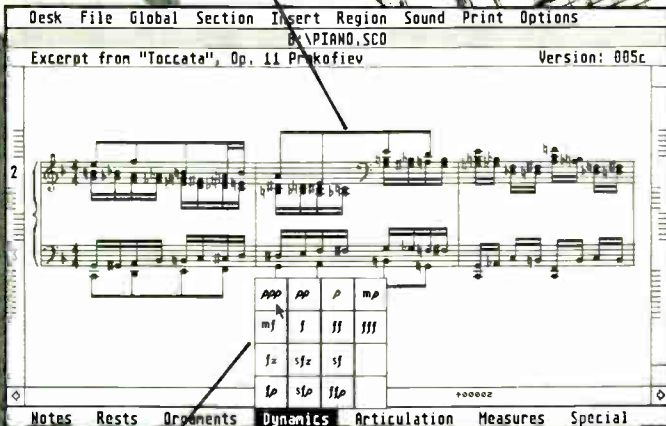 Desk File Global Section Insert Region Sound Print Options
B:\PIANO.SCO
Excerpt from "Toccata", Op. 11 Prokofiev Version: 005c
2
3
ppp pp p mp
mf f ff fff
fz sfz sf
fp sfp ffp
+00002
Notes Rests Ornaments Dynamics Articulation Measures Special